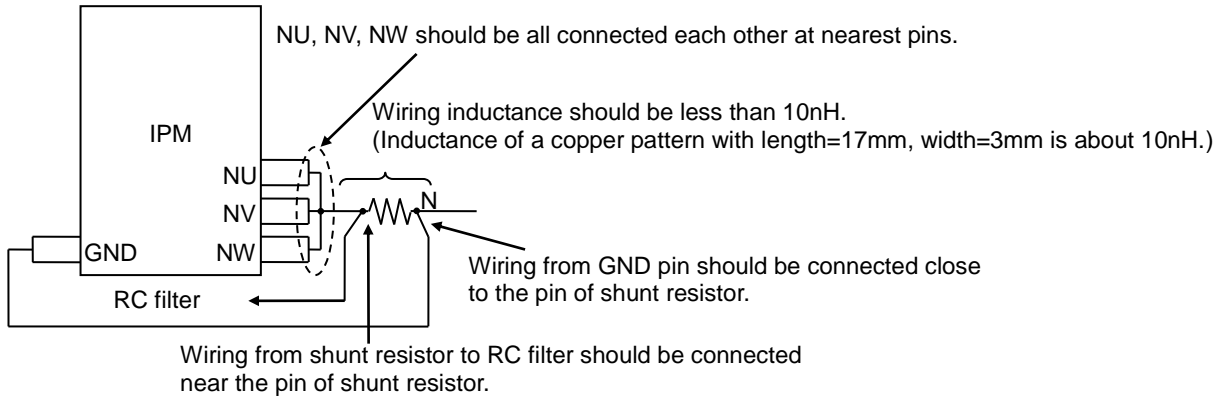 NU, NV, NW should be all connected each other at nearest pins.
Wiring inductance should be less than 10nH.
(Inductance of a copper pattern with length=17mm, width=3mm is about 10nH.)
IPM
NU
NV
N
NW
GND
Wiring from GND pin should be connected close
to the pin of shunt resistor.
RC filter
Wiring from shunt resistor to RC filter should be connected
near the pin of shunt resistor.